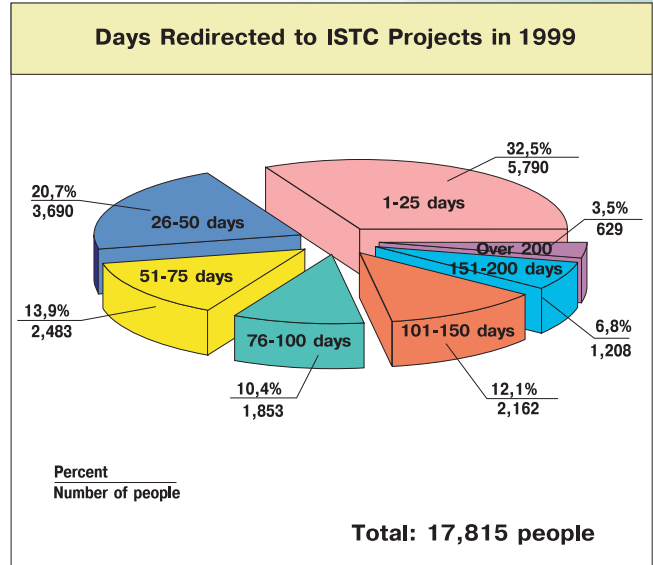 Days Redirected to ISTC Projects in 1999
32,5%
5,790
1-25 days
20,7%
3,690
26-50 days
3,5%
629
Over 200
151-200 days
51-75 days
13,9%
2,483
101-150 days
6,8%
1,208
76-100 days
10,4%
1,853
12,1%
2,162
Percent
Number of people
Total: 17,815 people